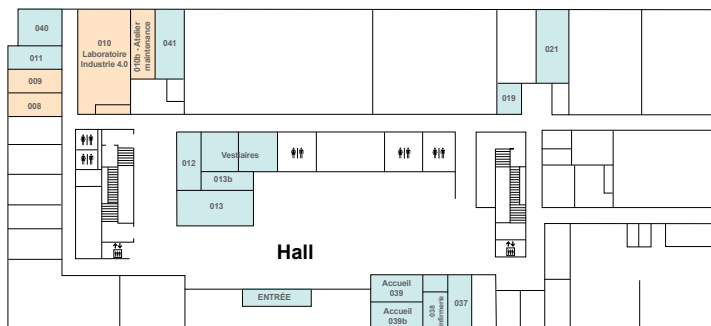 040
011
009
008
010
Laboratoire
Industrie 4.0
010b - Atelier
maintenance
041
019
021
012
Vestiaires
013b
013
Hall
ENTRÉE
Accueil
039
Accueil
039b
038
Infirmerie
037